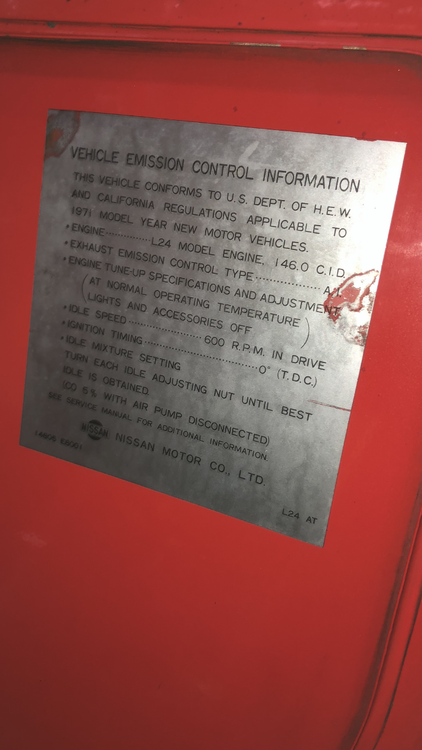 VEHICLE EMISSION CONTROL INFORMATION
THIS VEHICLE CONFORMS TO U.S. DEPT. OF H.E.W.
AND CALIFORNIA REGULATIONS APPLICABLE TO
1971 MODEL YEAR NEW MOTOR VEHICLES.
•ENGINE············L24 MODEL ENGINE, 146.0 C.I.D.
•EXHAUST EMISSION CONTROL TYPE················
•ENGINE TUNE-UP SPECIFICATIONS AND ADJUSTMENT
(AT NORMAL OPERATING TEMPERATURE
LIGHTS AND ACCESSORIES OFF)
•IDLE SPEED··················600 R.P.M. IN DRIVE
•IGNITION TIMING·························0° (T.D.C.)
•IDLE MIXTURE SETTING
TURN EACH IDLE ADJUSTING NUT UNTIL BEST
IDLE IS OBTAINED.
(CO 6% WITH AIR PUMP DISCONNECTED)
SEE SERVICE MANUAL FOR ADDITIONAL INFORMATION.
NISSAN NISSAN MOTOR CO., LTD.
L24 AT